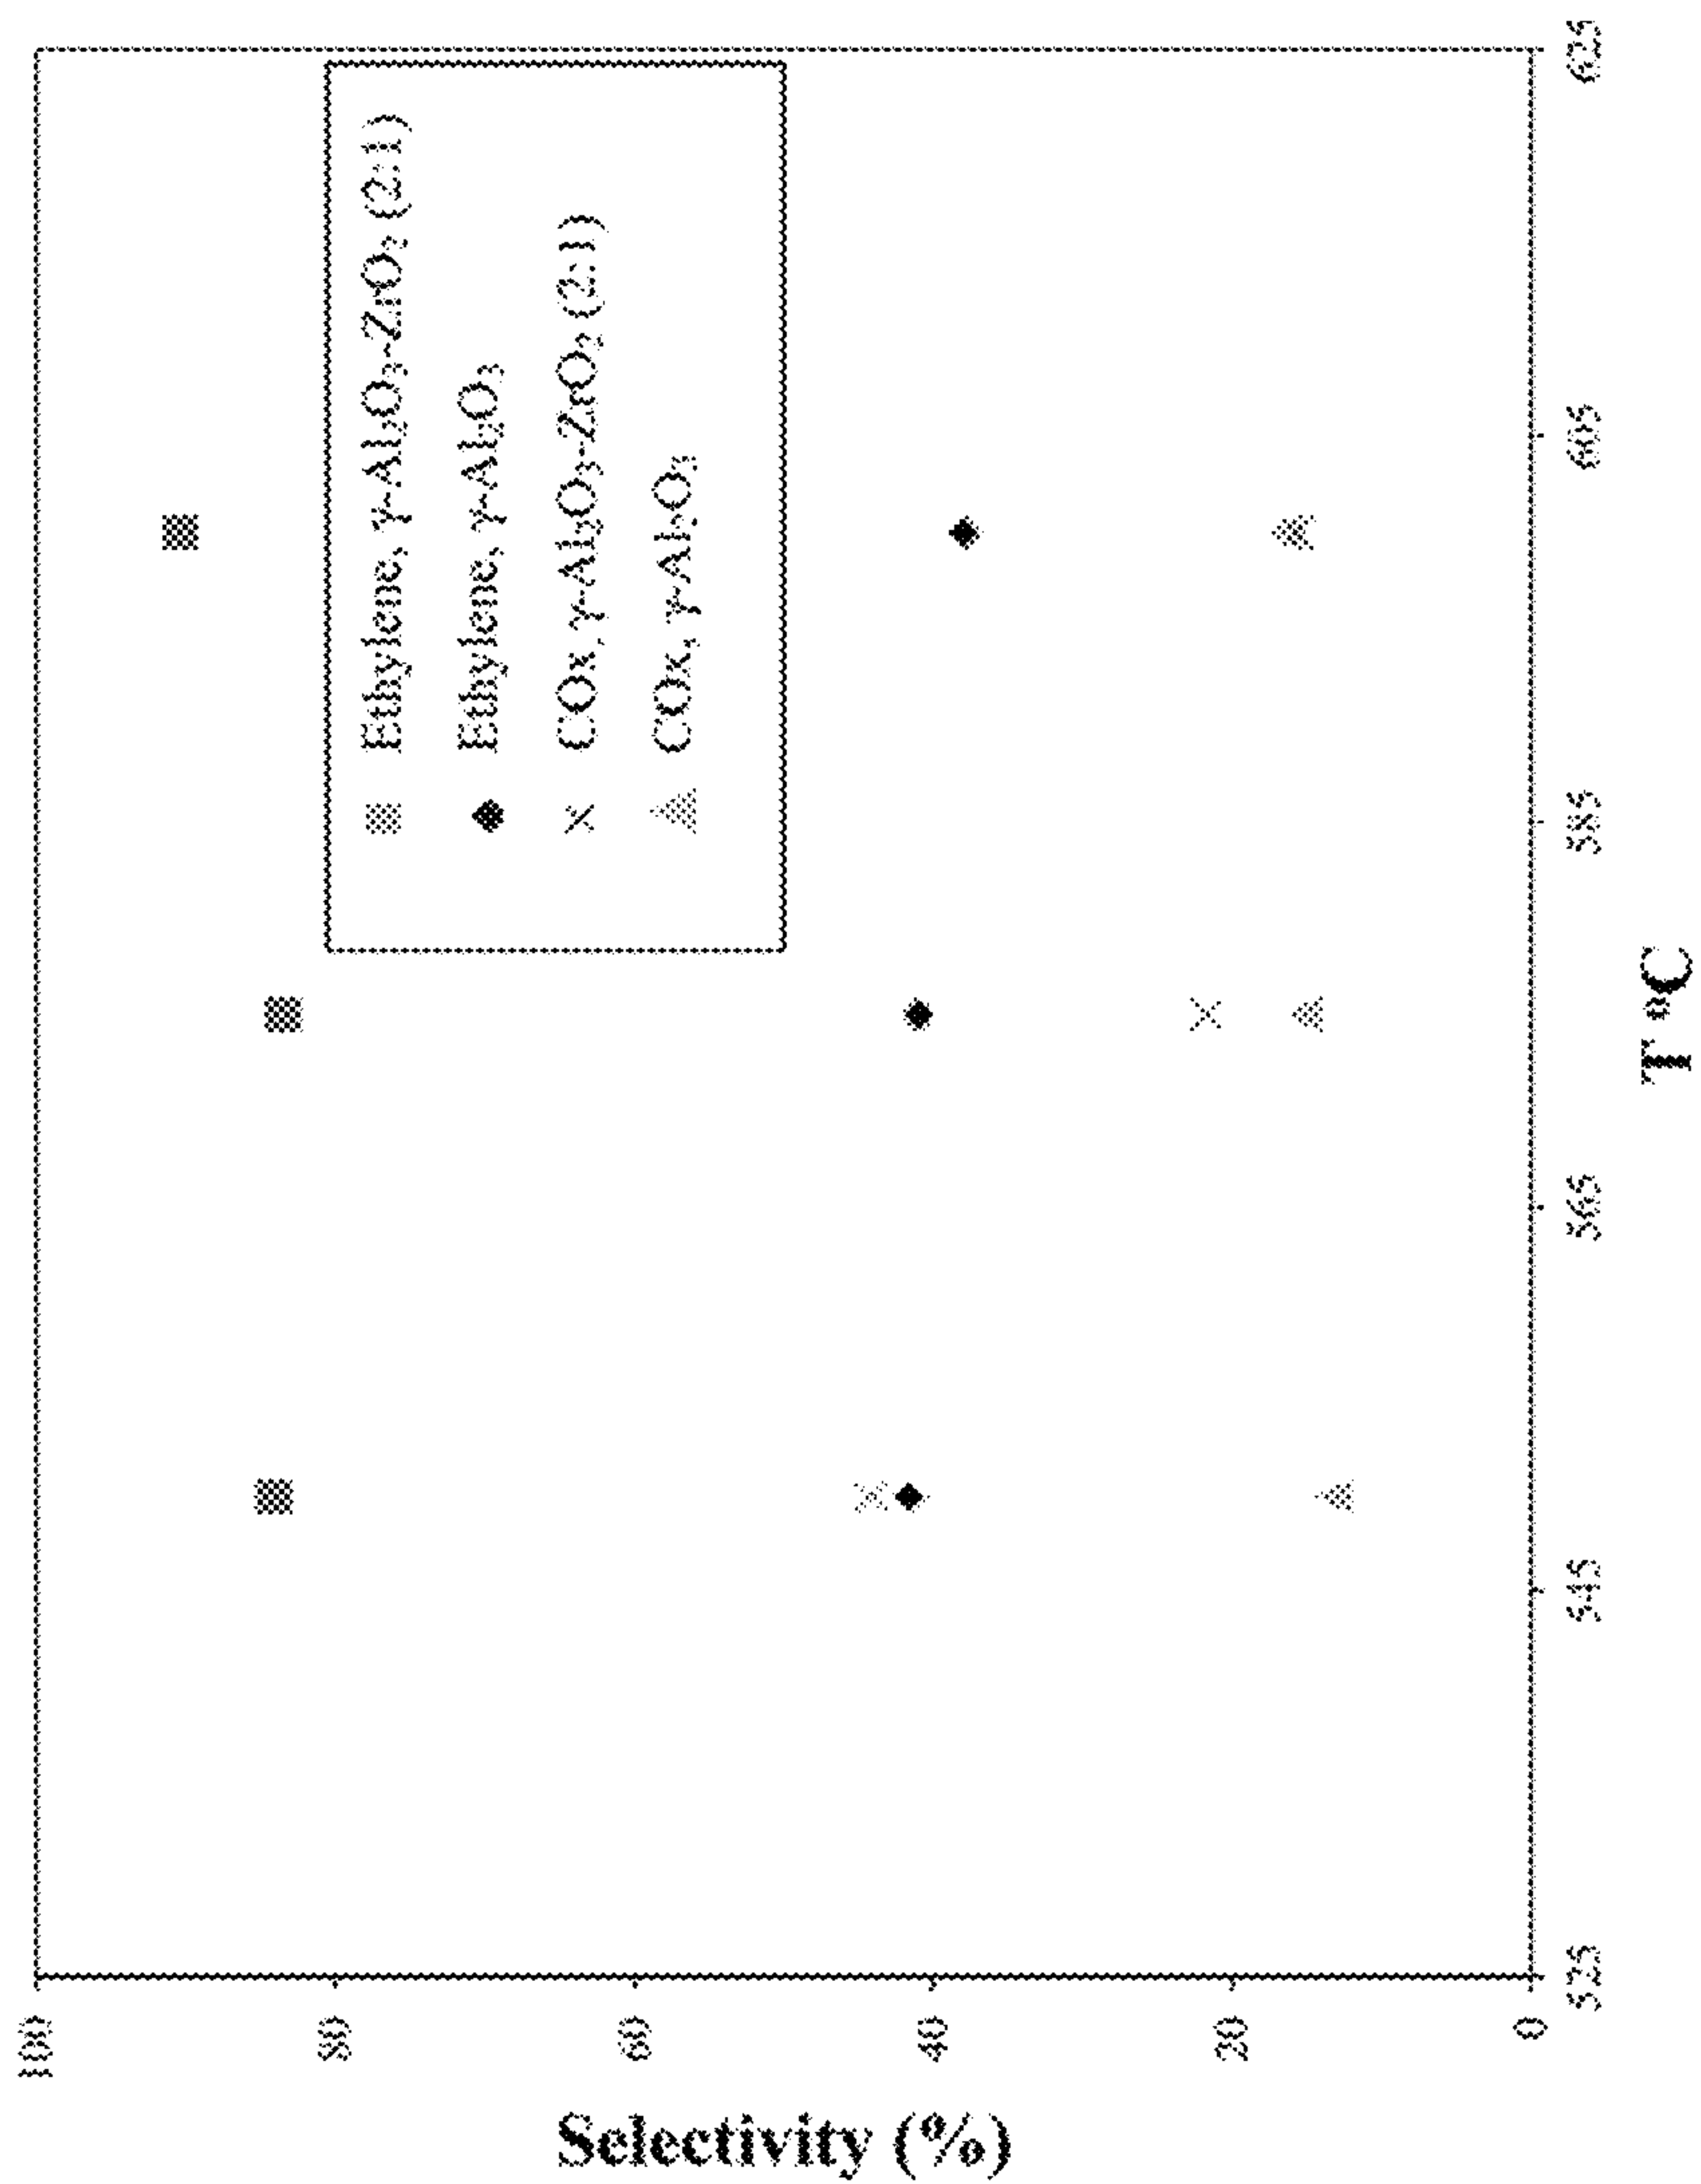 Selectivity (%)
100
80
60
40
20
0
Ethylene, γ-Al₂O₃-ZrO₂ (2:1)
Ethylene, γ-Al₂O₃
COx, γ-Al₂O₃-ZrO₂ (2:1)
COx, γ-Al₂O₃
525
545
565
585
605
625
T °C